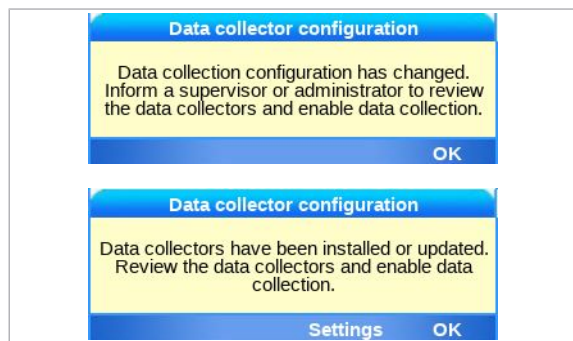 Data collector configuration
Data collection configuration has changed.
Inform a supervisor or administrator to review
the data collectors and enable data collection.
OK
Data collector configuration
Data collectors have been installed or updated.
Review the data collectors and enable data
collection.
Settings OK